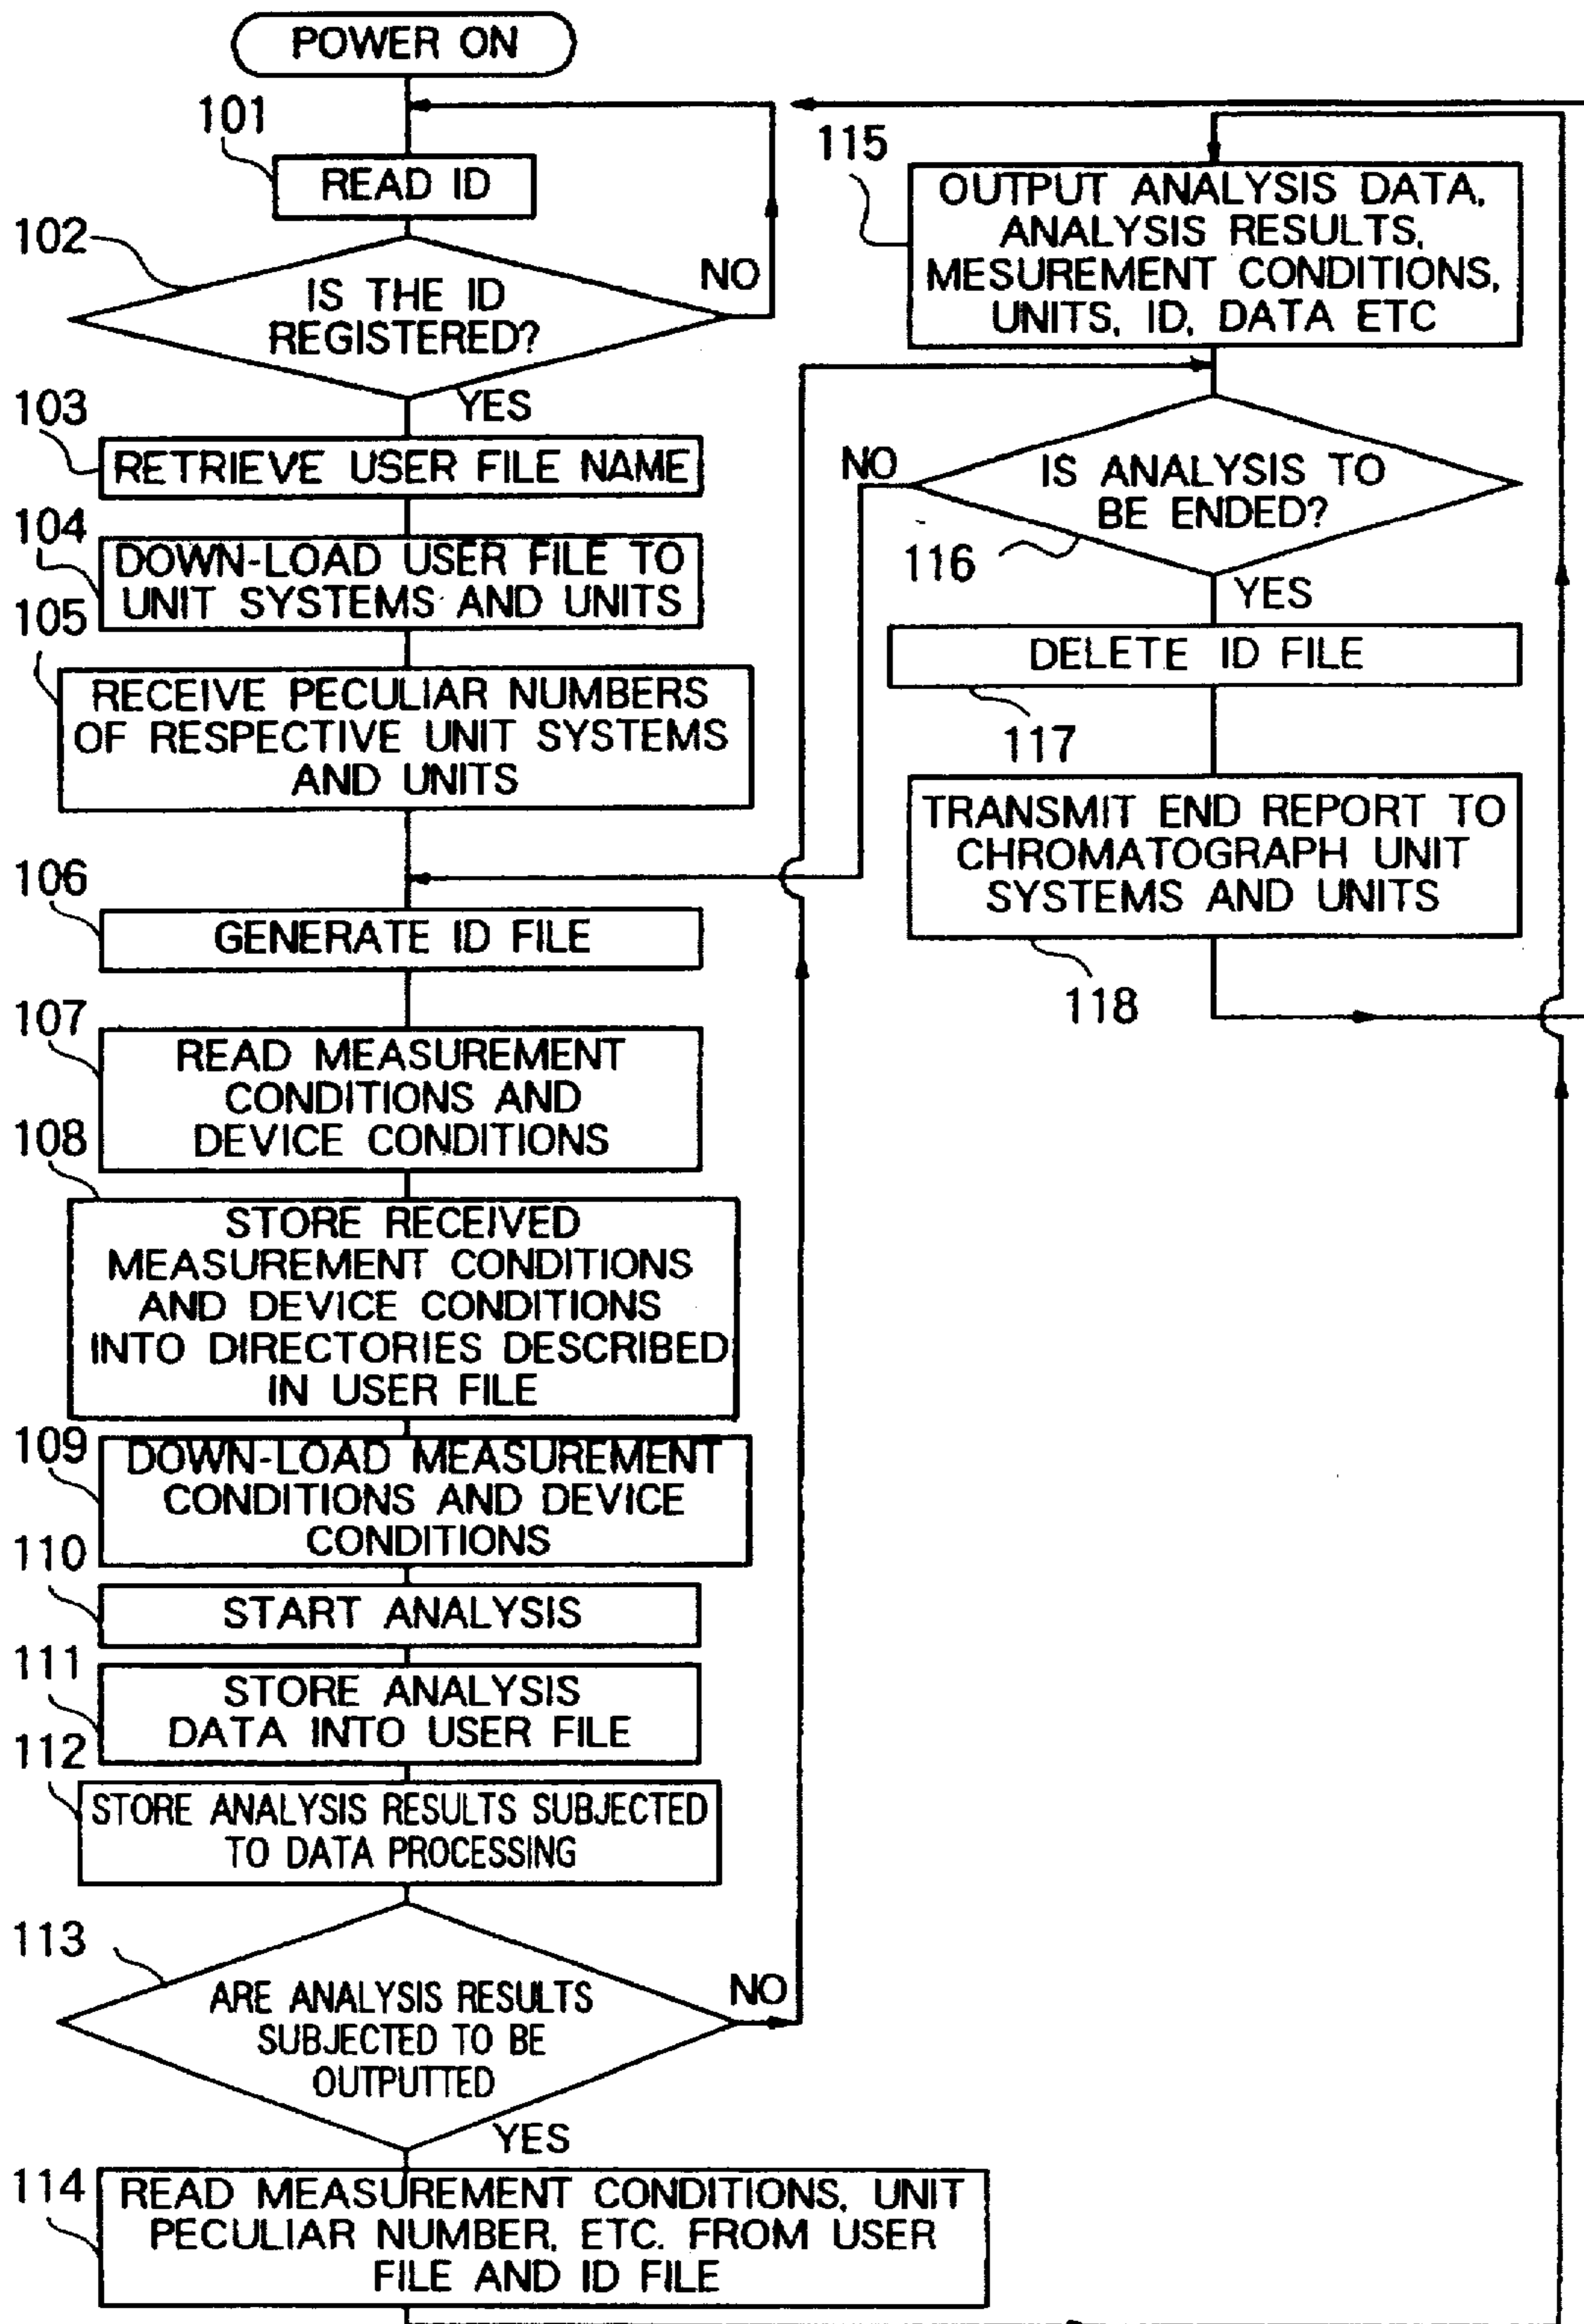 POWER ON
101
READ ID
102
IS THE ID
REGISTERED?
NO
YES
103
RETRIEVE USER FILE NAME
104
DOWN-LOAD USER FILE TO
UNIT SYSTEMS AND UNITS
105
RECEIVE PECULIAR NUMBERS
OF RESPECTIVE UNIT SYSTEMS
AND UNITS
106
GENERATE ID FILE
107
READ MEASUREMENT
CONDITIONS AND
DEVICE CONDITIONS
108
STORE RECEIVED
MEASUREMENT CONDITIONS
AND DEVICE CONDITIONS
INTO DIRECTORIES DESCRIBED
IN USER FILE
109
DOWN-LOAD MEASUREMENT
CONDITIONS AND DEVICE
CONDITIONS
110
START ANALYSIS
111
STORE ANALYSIS
DATA INTO USER FILE
112
STORE ANALYSIS RESULTS SUBJECTED
TO DATA PROCESSING
113
ARE ANALYSIS RESULTS
SUBJECTED TO BE
OUTPUTTED
NO
YES
114
READ MEASUREMENT CONDITIONS, UNIT
PECULIAR NUMBER, ETC. FROM USER
FILE AND ID FILE
115
OUTPUT ANALYSIS DATA,
ANALYSIS RESULTS,
MESUREMENT CONDITIONS,
UNITS, ID, DATA ETC
NO
IS ANALYSIS TO
BE ENDED?
116
YES
DELETE ID FILE
117
TRANSMIT END REPORT TO
CHROMATOGRAPH UNIT
SYSTEMS AND UNITS
118